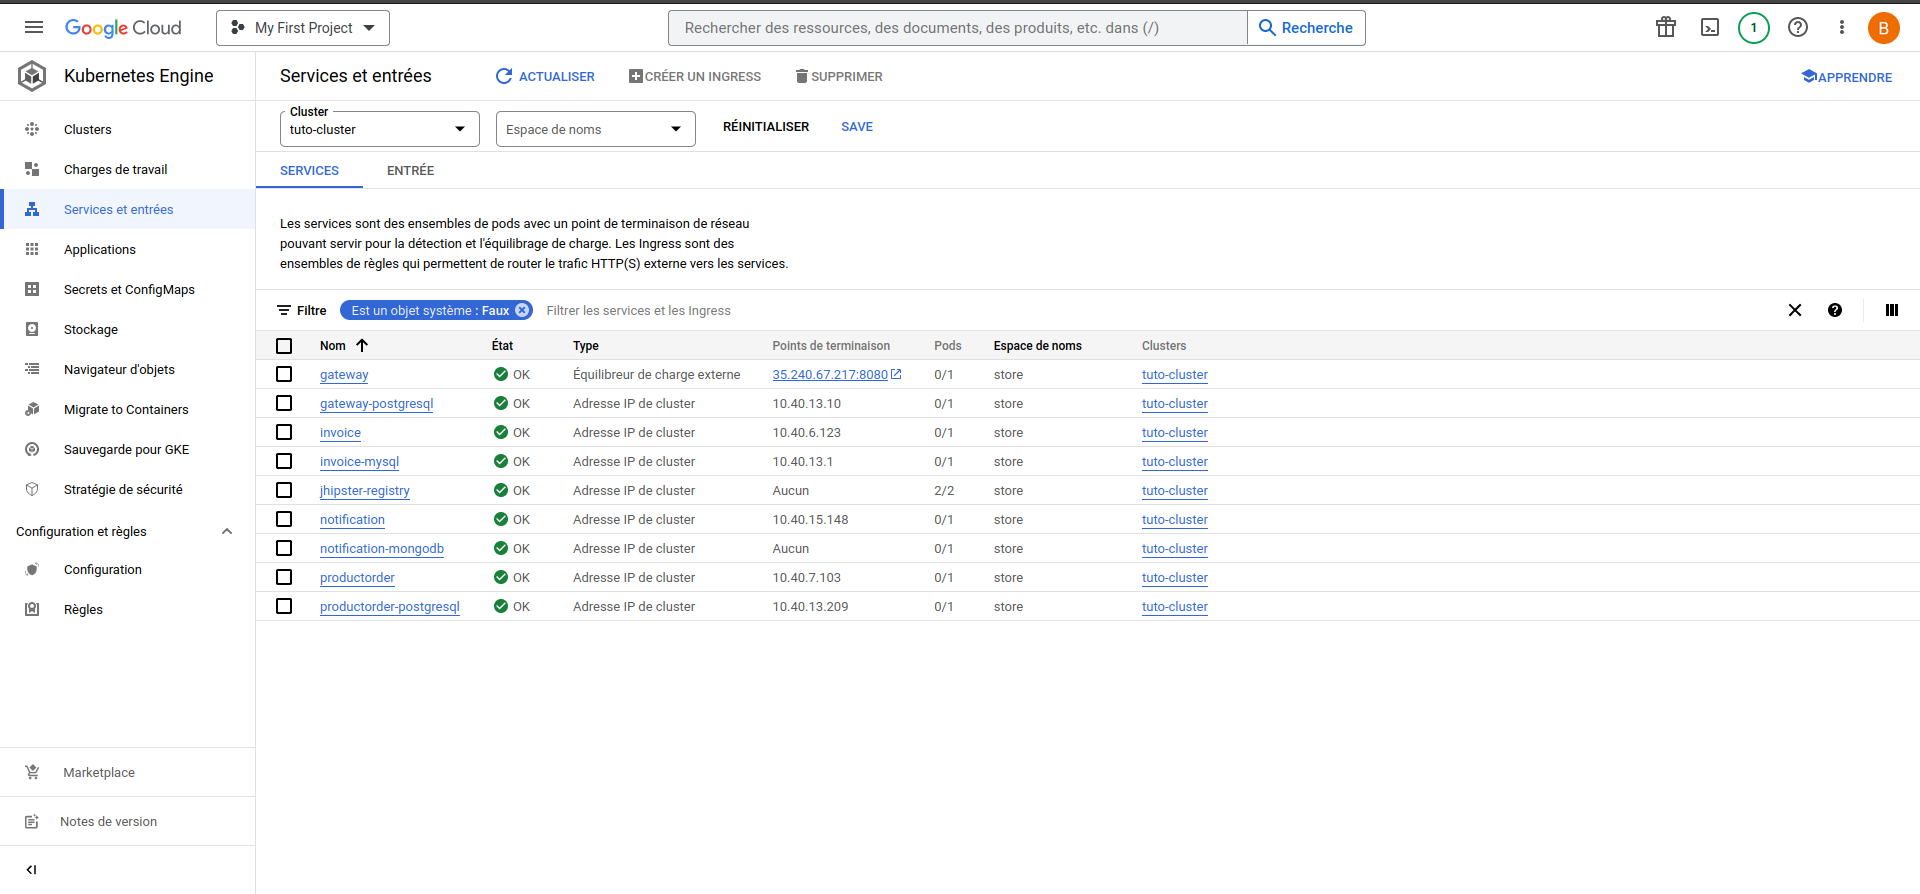 Google Cloud
My First Project
Rechercher des ressources, des documents, des produits, etc. dans (/)
Recherche
1
B
Kubernetes Engine
Services et entrées
ACTUALISER
CRÉER UN INGRESS
SUPPRIMER
APPRENDRE
Clusters
Charges de travail
Services et entrées
Applications
Secrets et ConfigMaps
Stockage
Navigateur d'objets
Migrate to Containers
Sauvegarde pour GKE
Stratégie de sécurité
Configuration et règles
Configuration
Règles
Marketplace
Notes de version
Cluster
tuto-cluster
Espace de noms
RÉINITIALISER
SAVE
SERVICES
ENTRÉE
Les services sont des ensembles de pods avec un point de terminaison de réseau
pouvant servir pour la détection et l'équilibrage de charge. Les Ingress sont des
ensembles de règles qui permettent de router le trafic HTTP(S) externe vers les services.
Filtre
Est un objet système : Faux
Filtrer les services et les Ingress
Nom État Type Points de terminaison Pods Espace de noms Clusters
gateway OK Équilibreur de charge externe 35.240.67.217:8080 0/1 store tuto-cluster
gateway-postgresql OK Adresse IP de cluster 10.40.13.10 0/1 store tuto-cluster
invoice OK Adresse IP de cluster 10.40.6.123 0/1 store tuto-cluster
invoice-mysql OK Adresse IP de cluster 10.40.13.1 0/1 store tuto-cluster
jhipster-registry OK Adresse IP de cluster Aucun 2/2 store tuto-cluster
notification OK Adresse IP de cluster 10.40.15.148 0/1 store tuto-cluster
notification-mongodb OK Adresse IP de cluster Aucun 0/1 store tuto-cluster
productorder OK Adresse IP de cluster 10.40.7.103 0/1 store tuto-cluster
productorder-postgresql OK Adresse IP de cluster 10.40.13.209 0/1 store tuto-cluster